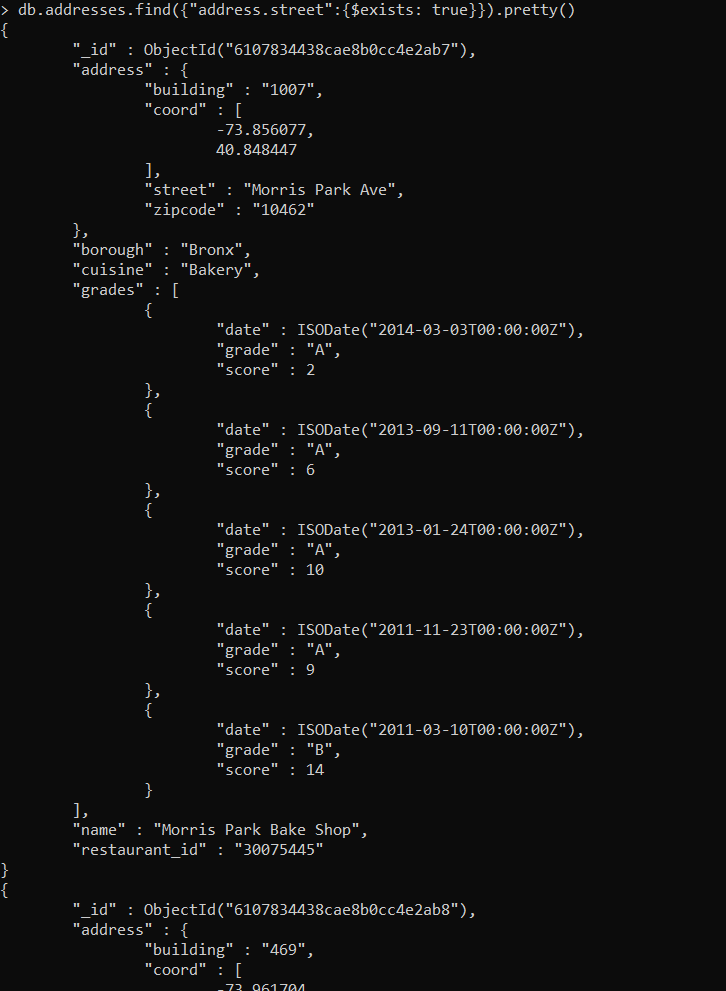 > db.addresses.find({"address.street":{$exists: true}}).pretty()
{
        "_id" : ObjectId("6107834438cae8b0cc4e2ab7"),
        "address" : {
                "building" : "1007",
                "coord" : [
                        -73.856077,
                        40.848447
                ],
                "street" : "Morris Park Ave",
                "zipcode" : "10462"
        },
        "borough" : "Bronx",
        "cuisine" : "Bakery",
        "grades" : [
                {
                        "date" : ISODate("2014-03-03T00:00:00Z"),
                        "grade" : "A",
                        "score" : 2
                },
                {
                        "date" : ISODate("2013-09-11T00:00:00Z"),
                        "grade" : "A",
                        "score" : 6
                },
                {
                        "date" : ISODate("2013-01-24T00:00:00Z"),
                        "grade" : "A",
                        "score" : 10
                },
                {
                        "date" : ISODate("2011-11-23T00:00:00Z"),
                        "grade" : "A",
                        "score" : 9
                },
                {
                        "date" : ISODate("2011-03-10T00:00:00Z"),
                        "grade" : "B",
                        "score" : 14
                }
        ],
        "name" : "Morris Park Bake Shop",
        "restaurant_id" : "30075445"
}
{
        "_id" : ObjectId("6107834438cae8b0cc4e2ab8"),
        "address" : {
                "building" : "469",
                "coord" : [
                        -73.961704